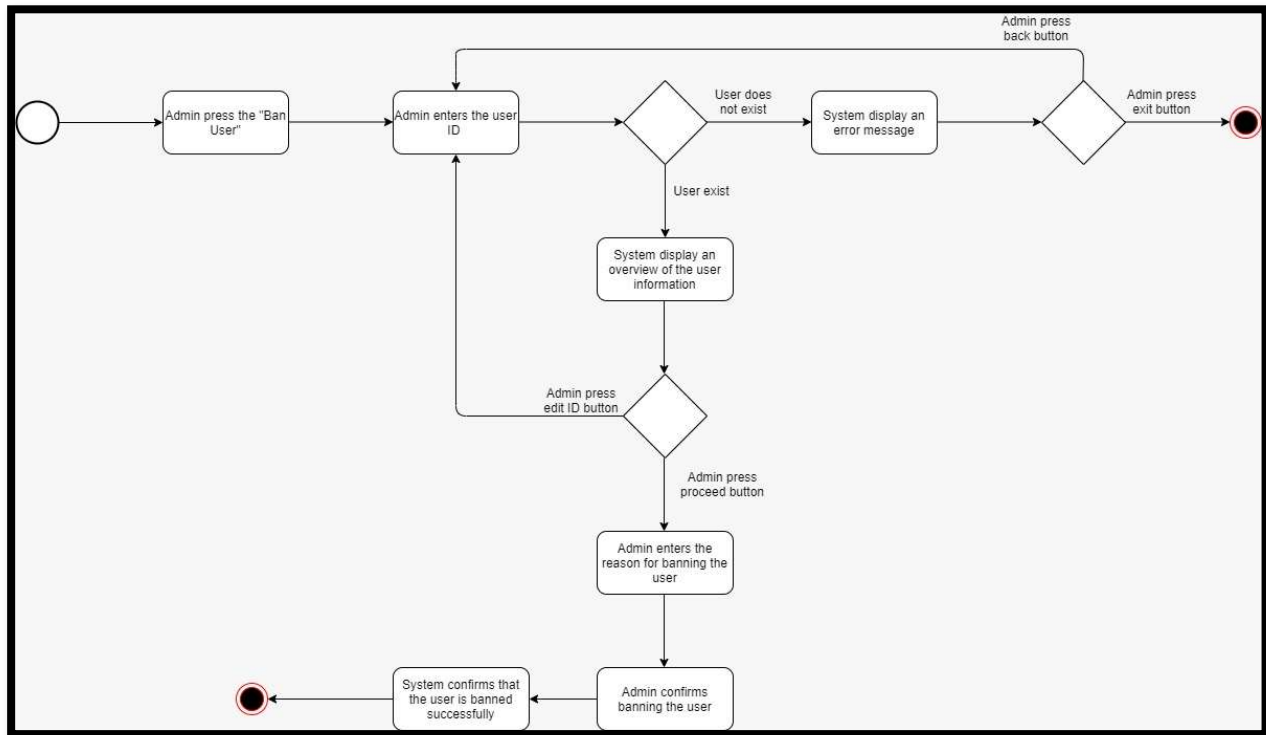 Admin press
back button
Admin press the "Ban
User"
Admin enters the user
ID
User does
not exist
System display an
error message
Admin press
exit button
User exist
System display an
overview of the user
information
Admin press
edit ID button
Admin press
proceed button
Admin enters the
reason for banning the
user
Admin confirms
banning the user
System confirms that
the user is banned
successfully